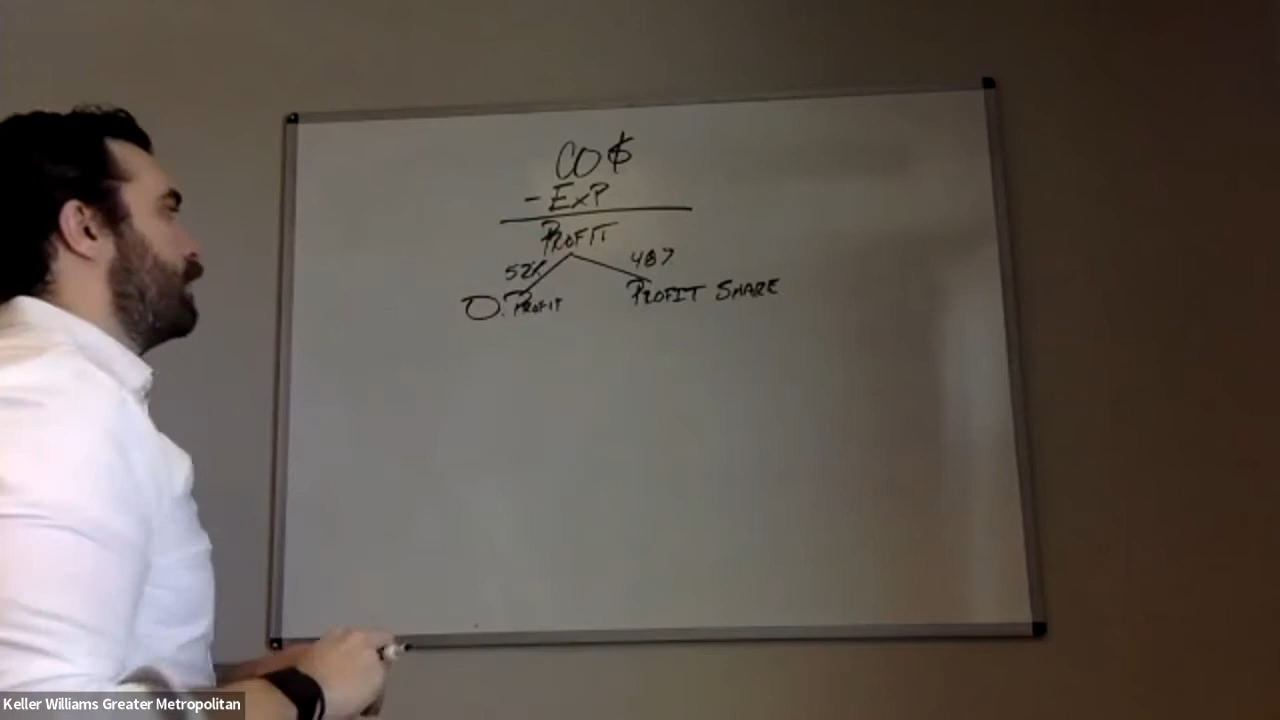 CO $
- EXP
PROFIT
52% 48%
O. PROFIT PROFIT SHARE
Keller Williams Greater Metropolitan